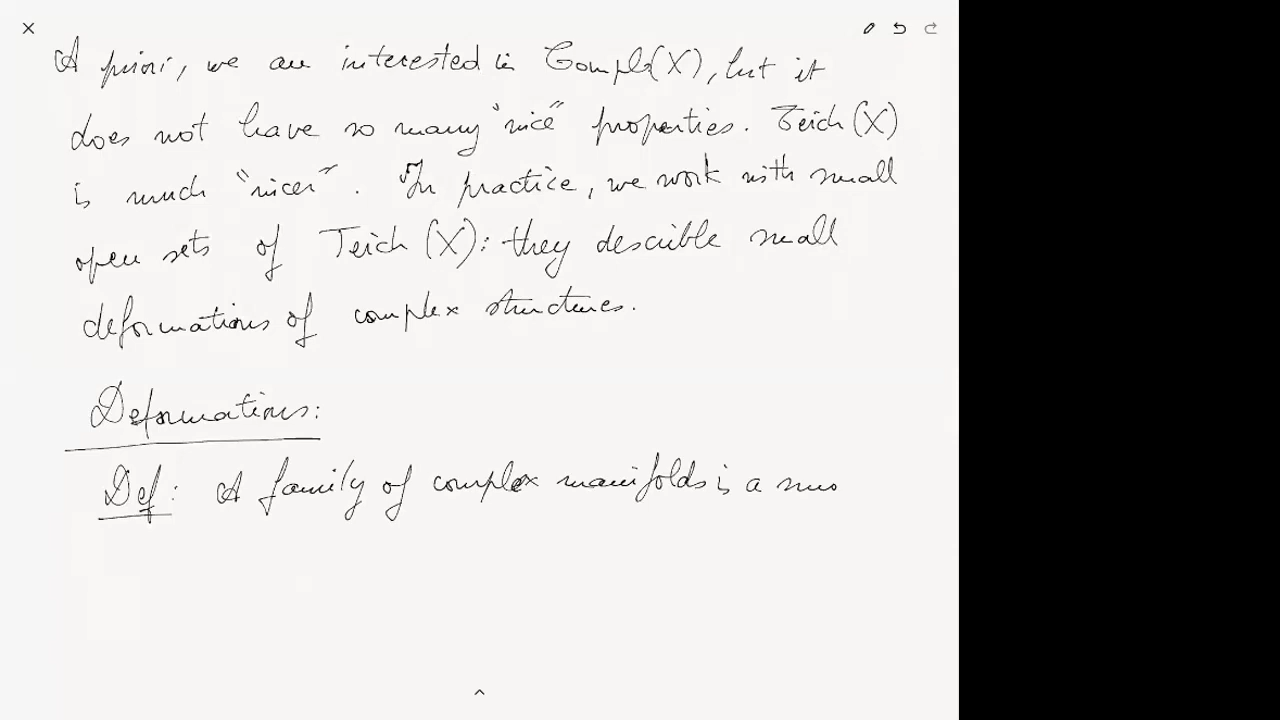 A priori, we are interested in Compl(X), but it
does not have so many "nice" properties. Teich (X)
is much "nicer". In practice, we work with small
open sets of Teich (X): they describle small
deformations of complex structures.
Deformations:
Def: A family of complex manifolds is a smo